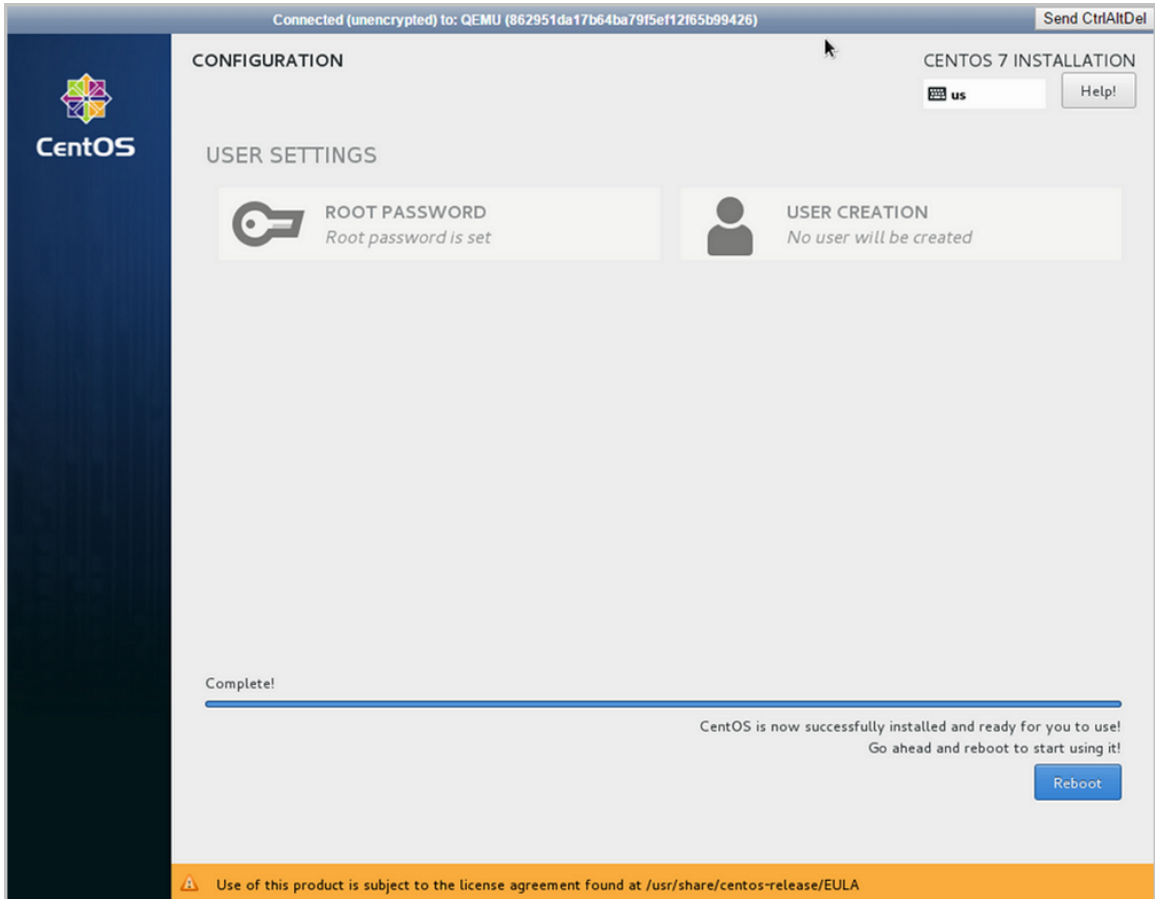 Connected (unencrypted) to: QEMU (862951da17b64ba79f5ef12f65b99426)
Send CtrlAltDel
CONFIGURATION
CENTOS 7 INSTALLATION
us
Help!
CentOS
USER SETTINGS
ROOT PASSWORD
Root password is set
USER CREATION
No user will be created
Complete!
CentOS is now successfully installed and ready for you to use!
Go ahead and reboot to start using it!
Reboot
Use of this product is subject to the license agreement found at /usr/share/centos-release/EULA